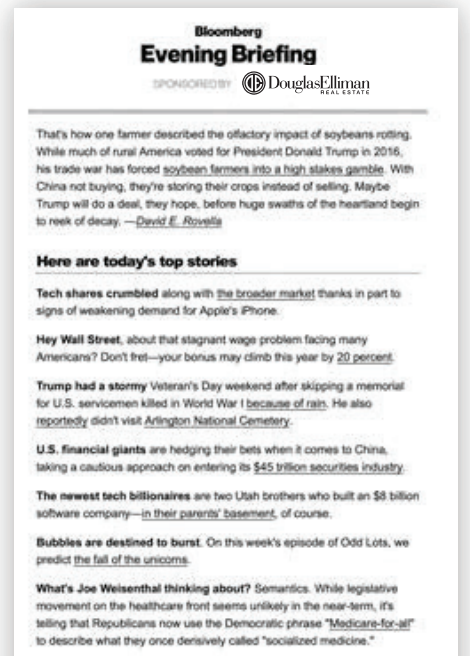 Bloomberg
Evening Briefing
SPONSORED BY DouglasElliman
REAL ESTATE
That's how one farmer described the olfactory impact of soybeans rotting.
While much of rural America voted for President Donald Trump in 2016,
his trade war has forced soybean farmers into a high stakes gamble. With
China not buying, they're storing their crops instead of selling. Maybe
Trump will do a deal, they hope, before huge swaths of the heartland begin
to reek of decay. —David E. Rovella
Here are today's top stories
Tech shares crumbled along with the broader market thanks in part to
signs of weakening demand for Apple's iPhone.
Hey Wall Street, about that stagnant wage problem facing many
Americans? Don't fret—your bonus may climb this year by 20 percent.
Trump had a stormy Veteran's Day weekend after skipping a memorial
for U.S. servicemen killed in World War I because of rain. He also
reportedly didn't visit Arlington National Cemetery.
U.S. financial giants are hedging their bets when it comes to China,
taking a cautious approach on entering its $45 trillion securities industry.
The newest tech billionaires are two Utah brothers who built an $8 billion
software company—in their parents' basement, of course.
Bubbles are destined to burst. On this week's episode of Odd Lots, we
predict the fall of the unicorns.
What's Joe Weisenthal thinking about? Semantics. While legislative
movement on the healthcare front seems unlikely in the near-term, it's
telling that Republicans now use the Democratic phrase "Medicare-for-all"
to describe what they once derisively called "socialized medicine."